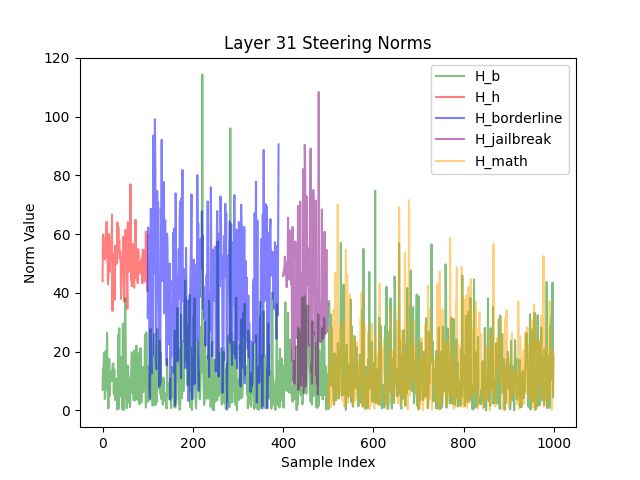 Layer 31 Steering Norms
120
100
80
60
40
20
0
Norm Value
H_b
H_h
H_borderline
H_jailbreak
H_math
0 200 400 600 800 1000
Sample Index